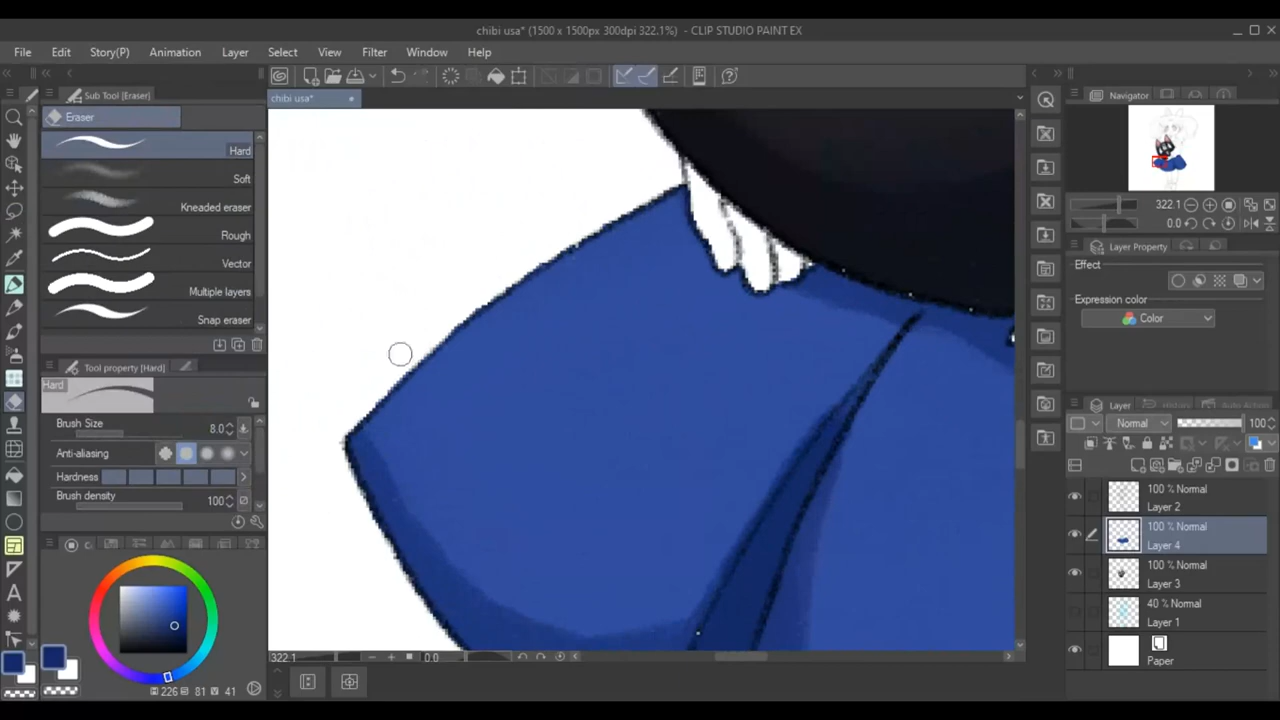 chibi usa* (1500 x 1500px 300dpi 322.1%) - CLIP STUDIO PAINT EX
File Edit Story(P) Animation Layer Select View Filter Window Help
Sub Tool [Eraser]
chibi usa*
Navigator
Eraser
Hard
Soft
Kneaded eraser
Rough
Vector
Multiple layers
Snap eraser
322.1
0.0
Layer Property
Effect
Expression color
Color
Tool property [Hard]
Hard
Brush Size 8.0
Anti-aliasing
Hardness
Brush density 100
Layer History Auto Action
Normal 100
100 % Normal
Layer 2
100 % Normal
Layer 4
100 % Normal
Layer 3
40 % Normal
Layer 1
Paper
322.1 0.0
H 226 S 81 V 41